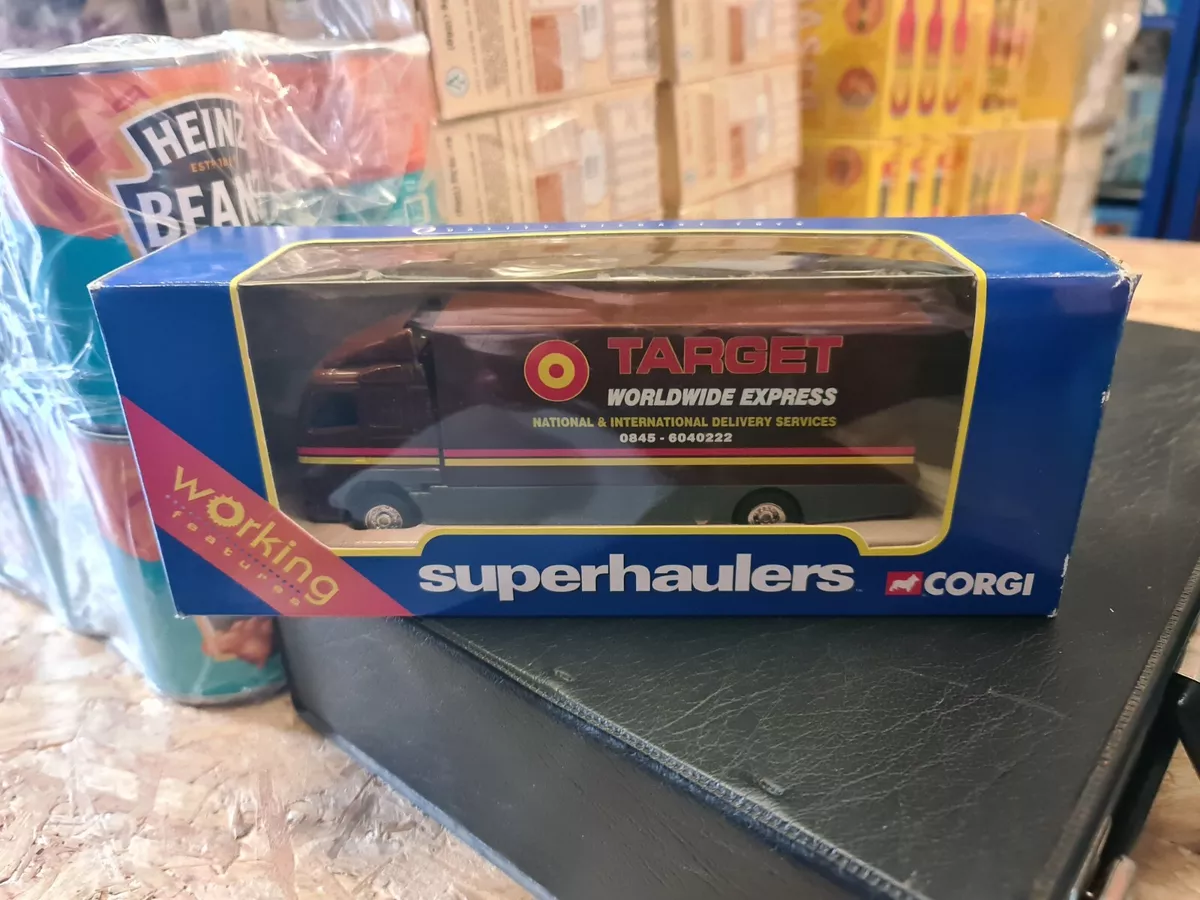 HEINZ
BEAN
TARGET
WORLDWIDE EXPRESS
NATIONAL & INTERNATIONAL DELIVERY SERVICES
0845 - 6040222
working
features
superhaulers
CORGI